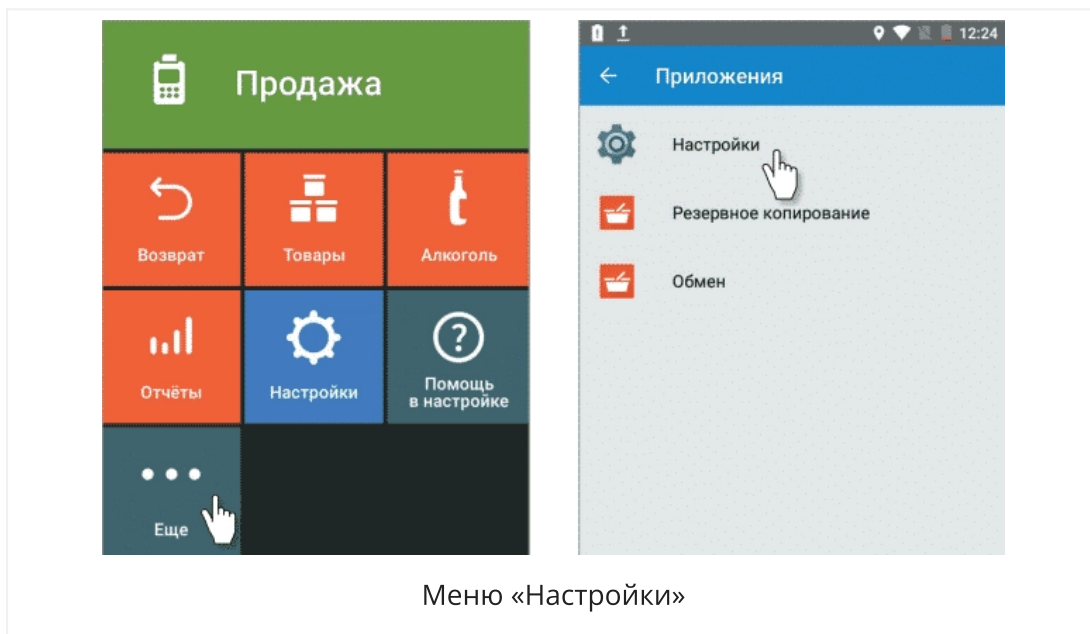 Продажа
Возврат
Товары
Алкоголь
Отчёты
Настройки
Помощь
в настройке
Еще
12:24
Приложения
Настройки
Резервное копирование
Обмен
Меню «Настройки»